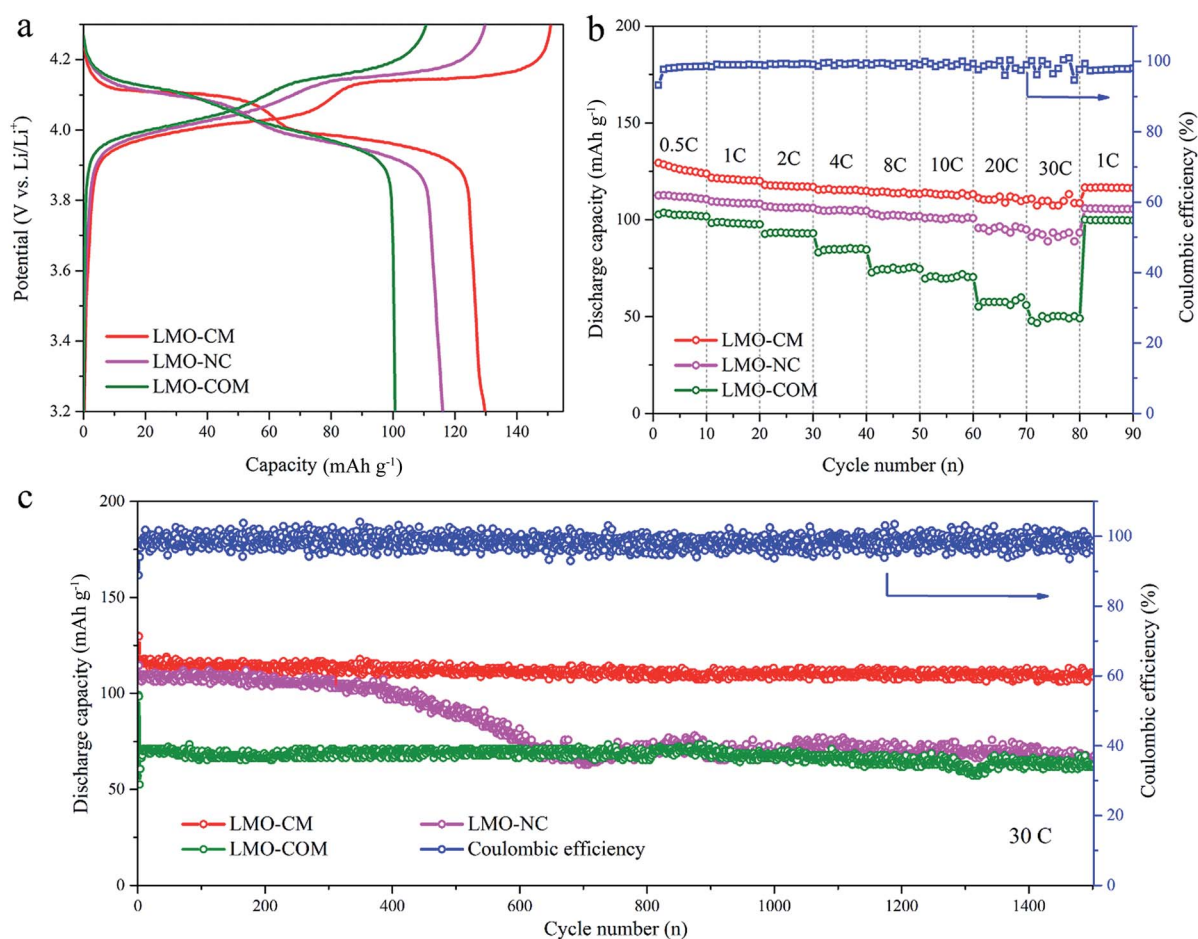 a
4.2
4.0
3.8
3.6
3.4
3.2
Potential (V vs. Li/Li⁺)
LMO-CM
LMO-NC
LMO-COM
0 20 40 60 80 100 120 140
Capacity (mAh g⁻¹)
b
200
150
100
50
0
Discharge capacity (mAh g⁻¹)
0.5C 1C 2C 4C 8C 10C 20C 30C 1C
LMO-CM
LMO-NC
LMO-COM
100
80
60
40
20
0
Coulombic efficiency (%)
0 10 20 30 40 50 60 70 80 90
Cycle number (n)
c
200
150
100
50
0
Discharge capacity (mAh g⁻¹)
LMO-CM LMO-NC
LMO-COM Coulombic efficiency
30 C
100
80
60
40
20
0
Coulombic efficiency (%)
0 200 400 600 800 1000 1200 1400
Cycle number (n)